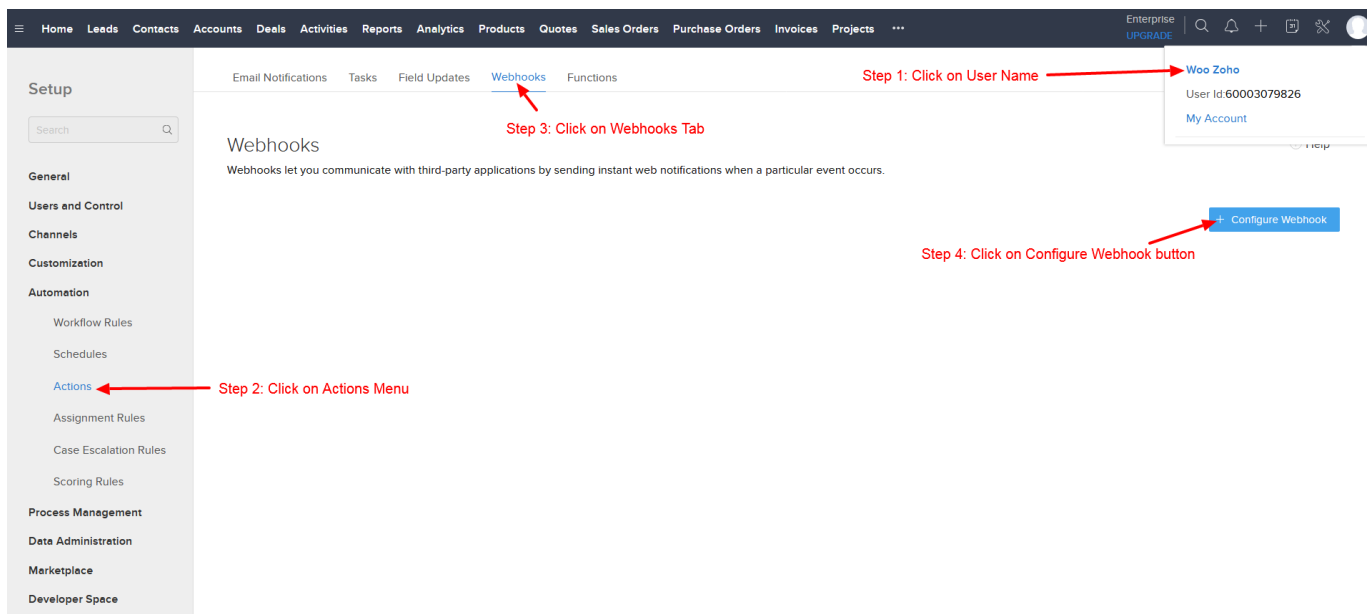 Home Leads Contacts Accounts Deals Activities Reports Analytics Products Quotes Sales Orders Purchase Orders Invoices Projects ••• Enterprise
UPGRADE
Setup
Search
General
Users and Control
Channels
Customization
Automation
Workflow Rules
Schedules
Actions
Assignment Rules
Case Escalation Rules
Scoring Rules
Process Management
Data Administration
Marketplace
Developer Space
Email Notifications Tasks Field Updates Webhooks Functions
Step 1: Click on User Name
Woo Zoho
User Id:60003079826
My Account
Step 3: Click on Webhooks Tab
Webhooks
Help
Webhooks let you communicate with third-party applications by sending instant web notifications when a particular event occurs.
+ Configure Webhook
Step 4: Click on Configure Webhook button
Step 2: Click on Actions Menu